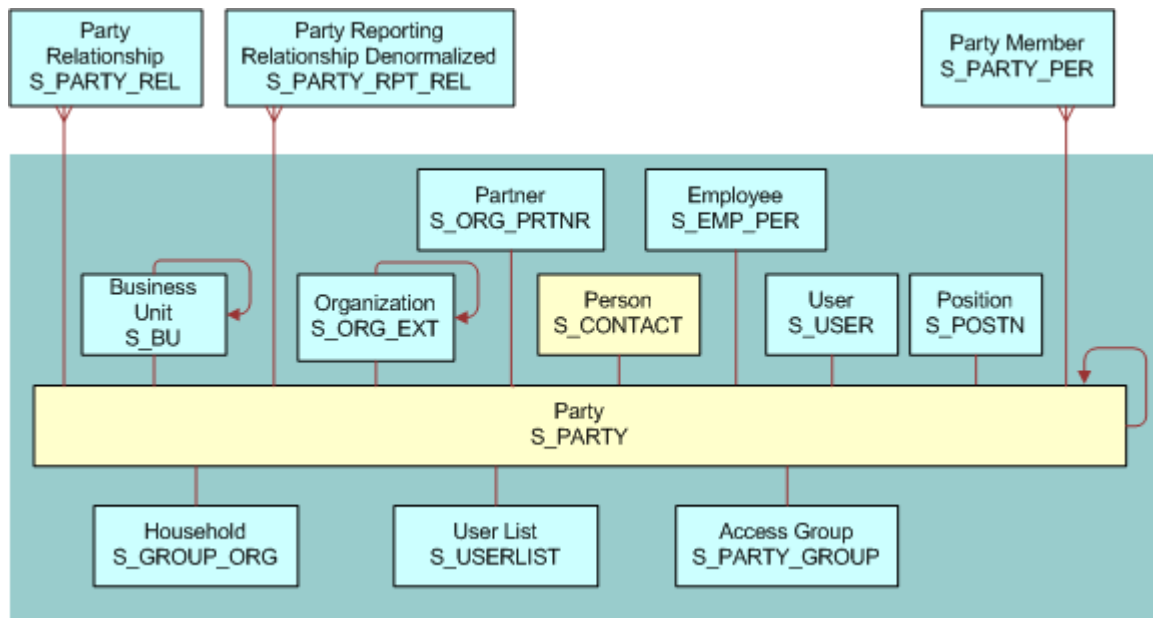 Party
Relationship
S_PARTY_REL
Party Reporting
Relationship Denormalized
S_PARTY_RPT_REL
Party Member
S_PARTY_PER
Partner
S_ORG_PRTNR
Employee
S_EMP_PER
Business
Unit
S_BU
Organization
S_ORG_EXT
Person
S_CONTACT
User
S_USER
Position
S_POSTN
Party
S_PARTY
Household
S_GROUP_ORG
User List
S_USERLIST
Access Group
S_PARTY_GROUP